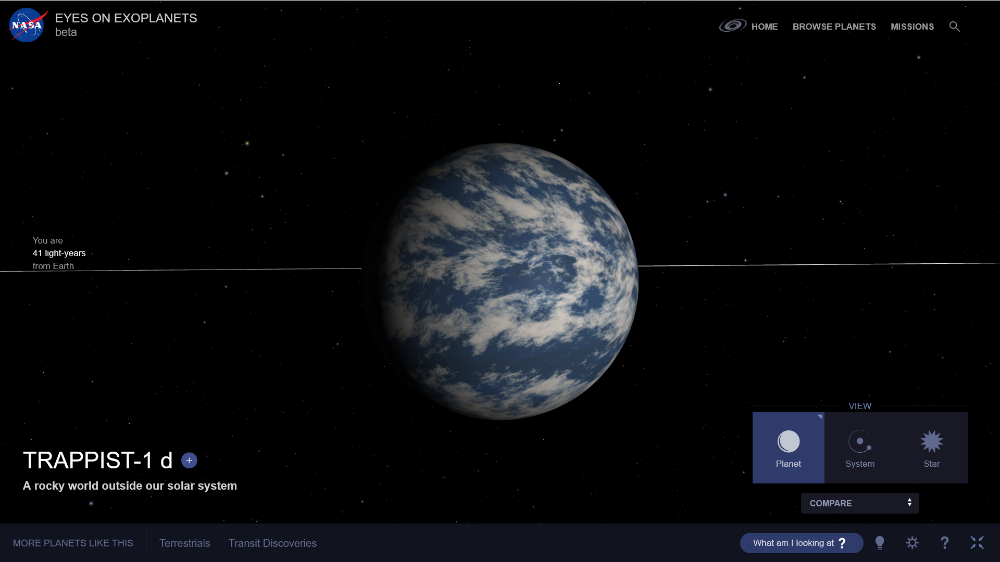 NASA
EYES ON EXOPLANETS
beta
HOME
BROWSE PLANETS
MISSIONS
You are
41 light-years
from Earth
VIEW
Planet
System
Star
COMPARE
TRAPPIST-1 d +
A rocky world outside our solar system
MORE PLANETS LIKE THIS
Terrestrials
Transit Discoveries
What am I looking at ?
?